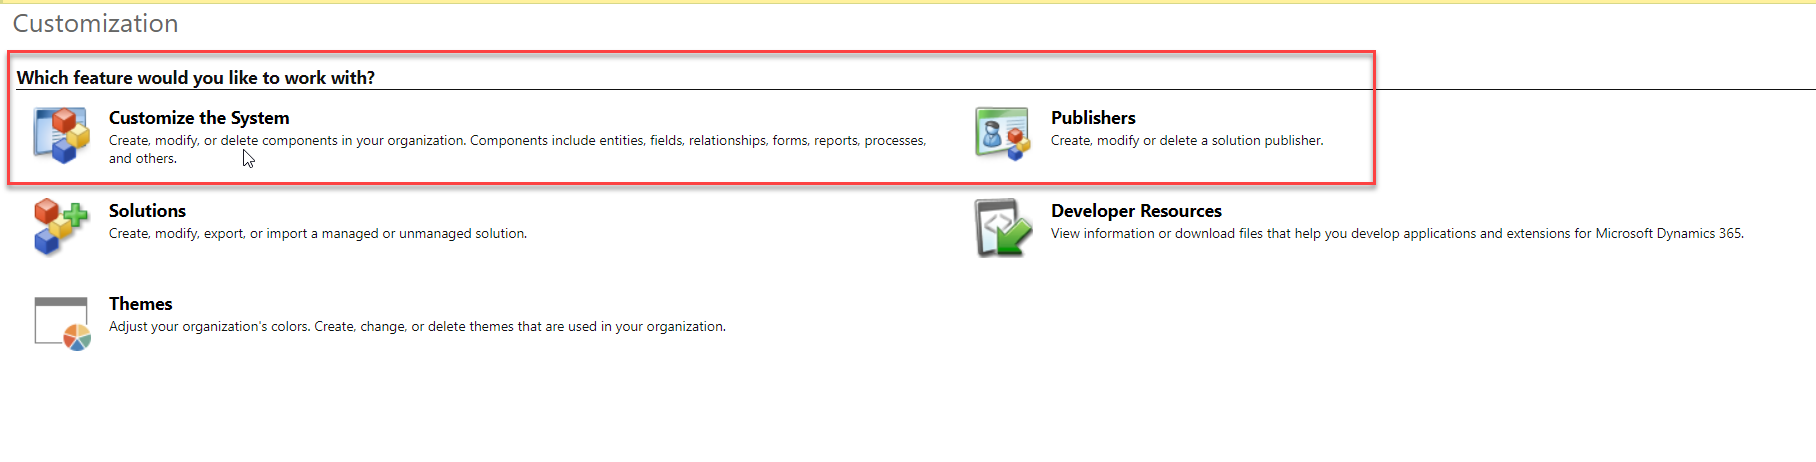 Customization
Which feature would you like to work with?
Customize the System
Create, modify, or delete components in your organization. Components include entities, fields, relationships, forms, reports, processes,
and others.
Publishers
Create, modify or delete a solution publisher.
Solutions
Create, modify, export, or import a managed or unmanaged solution.
Developer Resources
View information or download files that help you develop applications and extensions for Microsoft Dynamics 365.
Themes
Adjust your organization's colors. Create, change, or delete themes that are used in your organization.